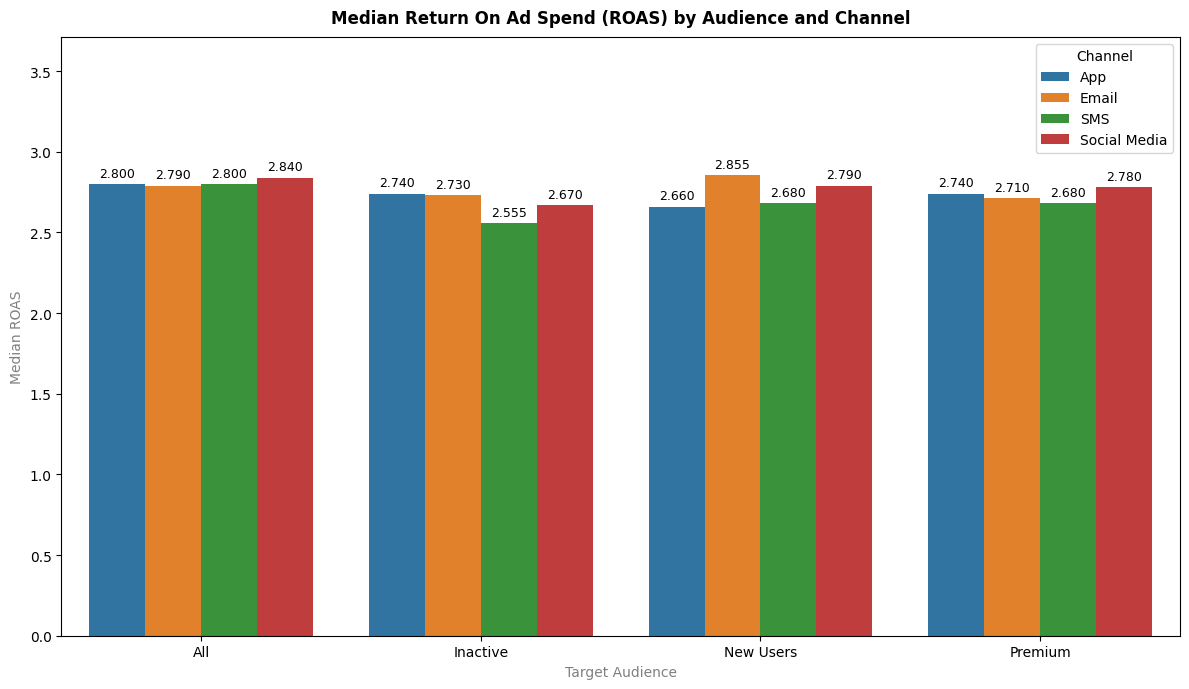 Median Return On Ad Spend (ROAS) by Audience and Channel
Channel
App
Email
SMS
Social Media
Median ROAS
3.5
3.0
2.5
2.0
1.5
1.0
0.5
0.0
2.800
2.790
2.800
2.840
2.740
2.730
2.555
2.670
2.660
2.855
2.680
2.790
2.740
2.710
2.680
2.780
All
Inactive
New Users
Premium
Target Audience